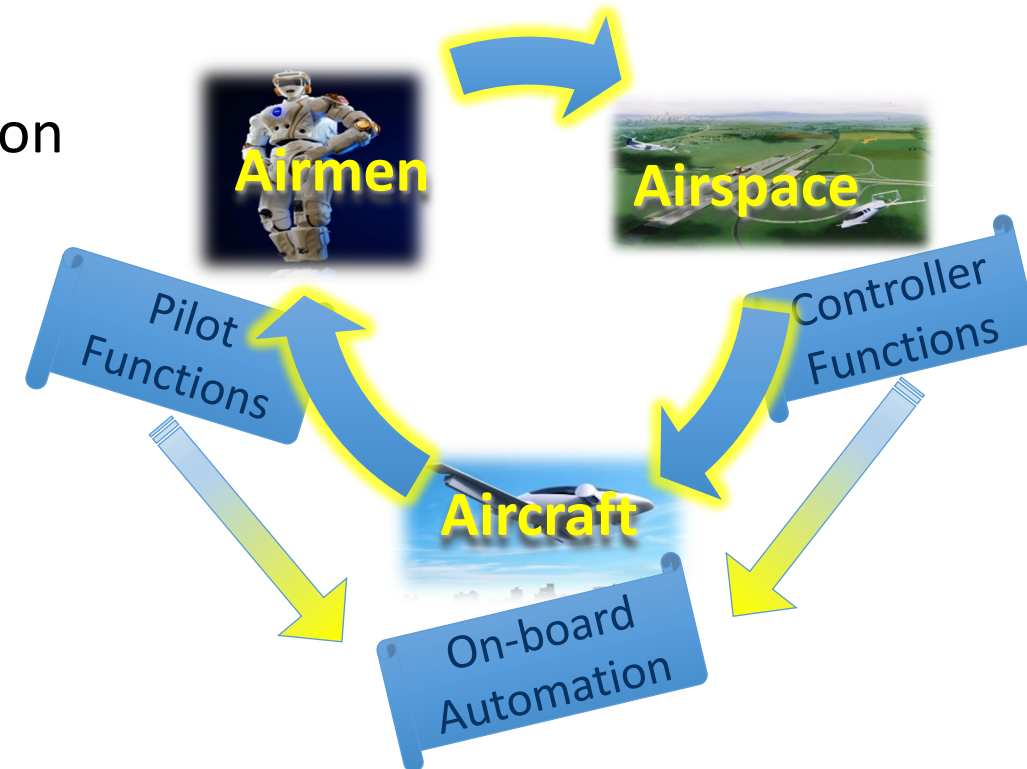 on
Airmen
Airspace
Pilot
Functions
Controller
Functions
Aircraft
On-board
Automation